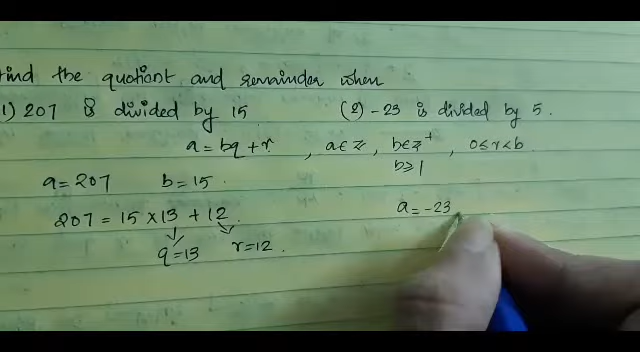 Find the quotient and remainder when
1) 207 is divided by 15 (2) -23 is divided by 5.
a = bq + r , a ∈ Z, b ∈ Z⁺, 0 ≤ r < b
b ≥ 1
a = 207 b = 15.
207 = 15 × 13 + 12 a = -23
q = 13 r = 12.